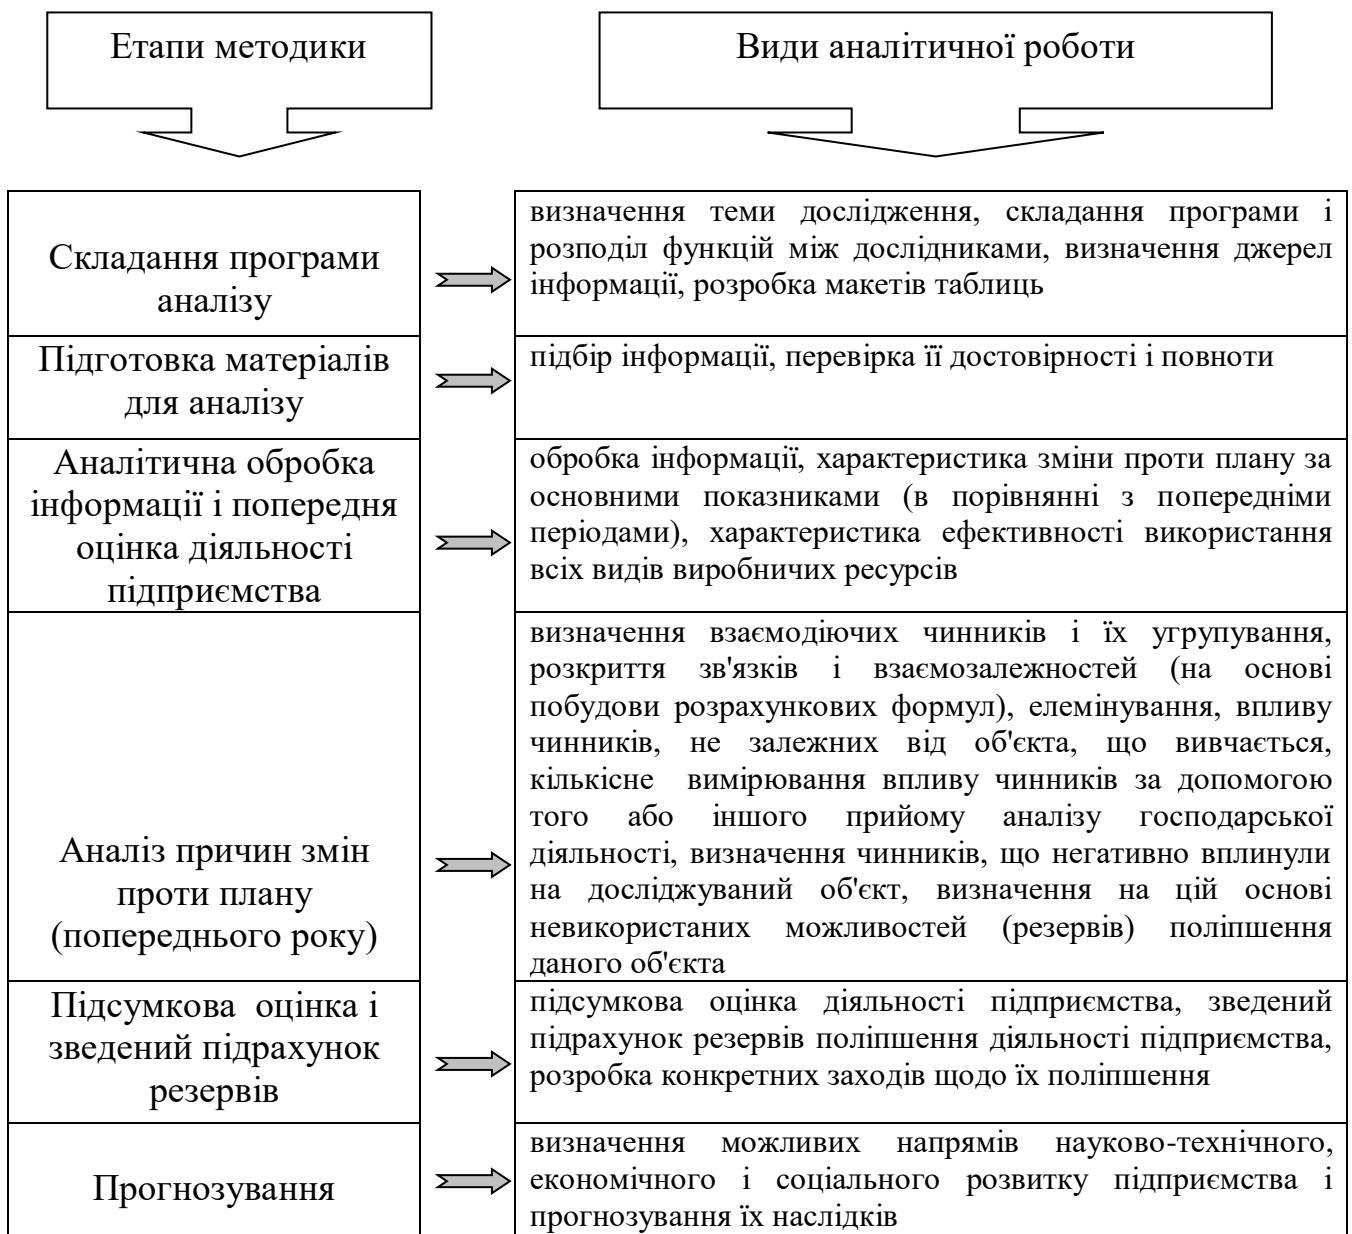 Етапи методики
Види аналітичної роботи
Складання програми
аналізу
визначення теми дослідження, складання програми і
розподіл функцій між дослідниками, визначення джерел
інформації, розробка макетів таблиць
Підготовка матеріалів
для аналізу
підбір інформації, перевірка її достовірності і повноти
Аналітична обробка
інформації і попередня
оцінка діяльності
підприємства
обробка інформації, характеристика зміни проти плану за
основними показниками (в порівнянні з попередніми
періодами), характеристика ефективності використання
всіх видів виробничих ресурсів
Аналіз причин змін
проти плану
(попереднього року)
визначення взаємодіючих чинників і їх угрупування,
розкриття зв'язків і взаємозалежностей (на основі
побудови розрахункових формул), елемінування, впливу
чинників, не залежних від об'єкта, що вивчається,
кількісне вимірювання впливу чинників за допомогою
того або іншого прийому аналізу господарської
діяльності, визначення чинників, що негативно вплинули
на досліджуваний об'єкт, визначення на цій основі
невикористаних можливостей (резервів) поліпшення
даного об'єкта
Підсумкова оцінка і
зведений підрахунок
резервів
підсумкова оцінка діяльності підприємства, зведений
підрахунок резервів поліпшення діяльності підприємства,
розробка конкретних заходів щодо їх поліпшення
Прогнозування
визначення можливих напрямів науково-технічного,
економічного і соціального розвитку підприємства і
прогнозування їх наслідків